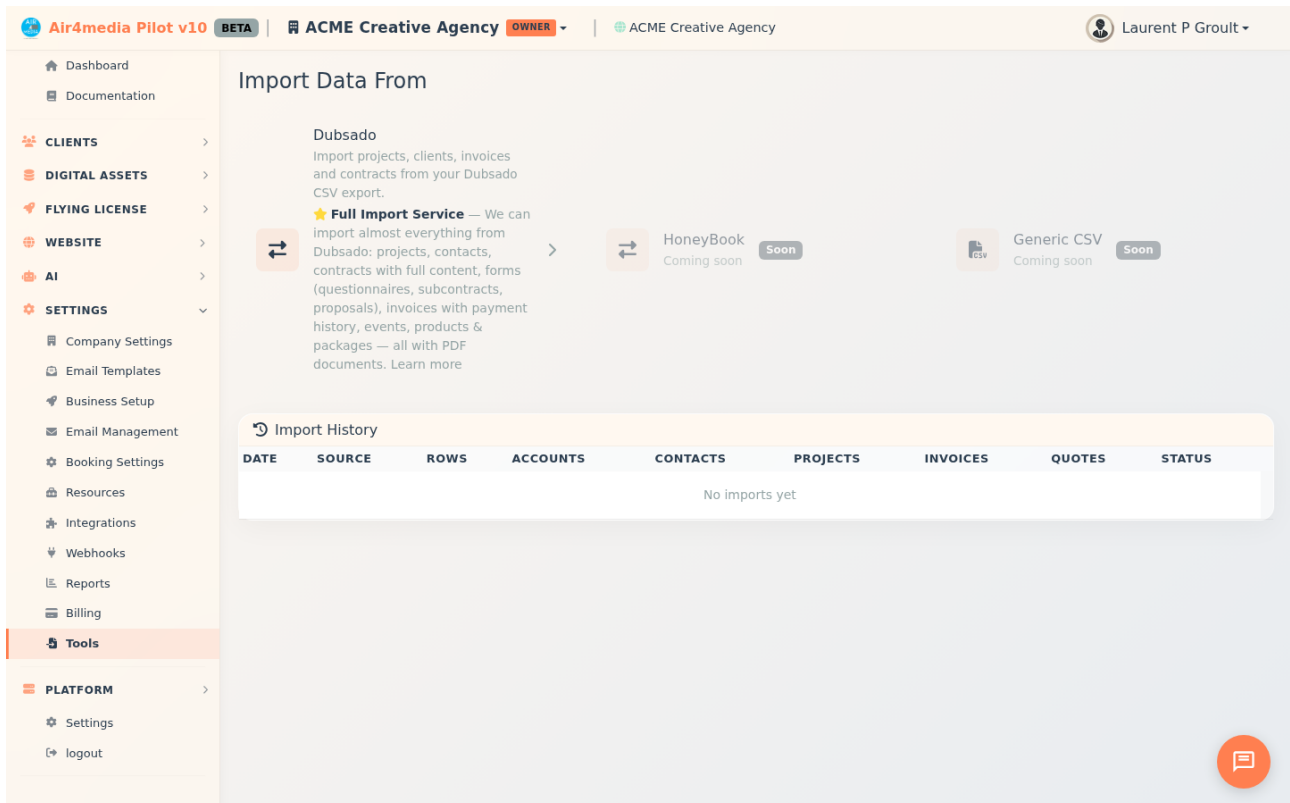 Air4media Pilot v10 BETA | ACME Creative Agency OWNER | ACME Creative Agency Laurent P Groult
Dashboard
Documentation
CLIENTS
DIGITAL ASSETS
FLYING LICENSE
WEBSITE
AI
SETTINGS
Company Settings
Email Templates
Business Setup
Email Management
Booking Settings
Resources
Integrations
Webhooks
Reports
Billing
Tools
PLATFORM
Settings
logout
Import Data From
Dubsado
Import projects, clients, invoices
and contracts from your Dubsado
CSV export.
⭐ Full Import Service — We can
import almost everything from
Dubsado: projects, contacts,
contracts with full content, forms
(questionnaires, subcontracts,
proposals), invoices with payment
history, events, products &
packages — all with PDF
documents. Learn more
HoneyBook Soon
Coming soon
CSV
Generic CSV Soon
Coming soon
Import History
DATE SOURCE ROWS ACCOUNTS CONTACTS PROJECTS INVOICES QUOTES STATUS
No imports yet